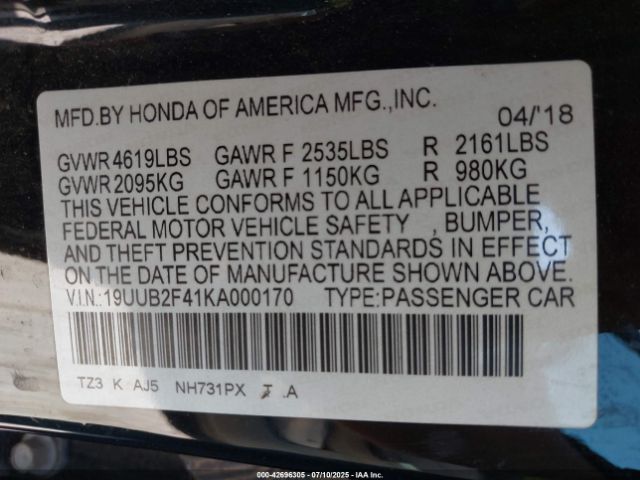 MFD.BY HONDA OF AMERICA MFG.,INC. 04/'18
GVWR 4619LBS GAWR F 2535LBS R 2161LBS
GVWR 2095KG GAWR F 1150KG R 980KG
THIS VEHICLE CONFORMS TO ALL APPLICABLE
FEDERAL MOTOR VEHICLE SAFETY , BUMPER,
AND THEFT PREVENTION STANDARDS IN EFFECT
ON THE DATE OF MANUFACTURE SHOWN ABOVE.
V.I.N.:19UUB2F41KA000170 TYPE:PASSENGER CAR
TZ3 K AJ5 NH731PX .A
000-42696305 - 07/10/2025 - IAA Inc.